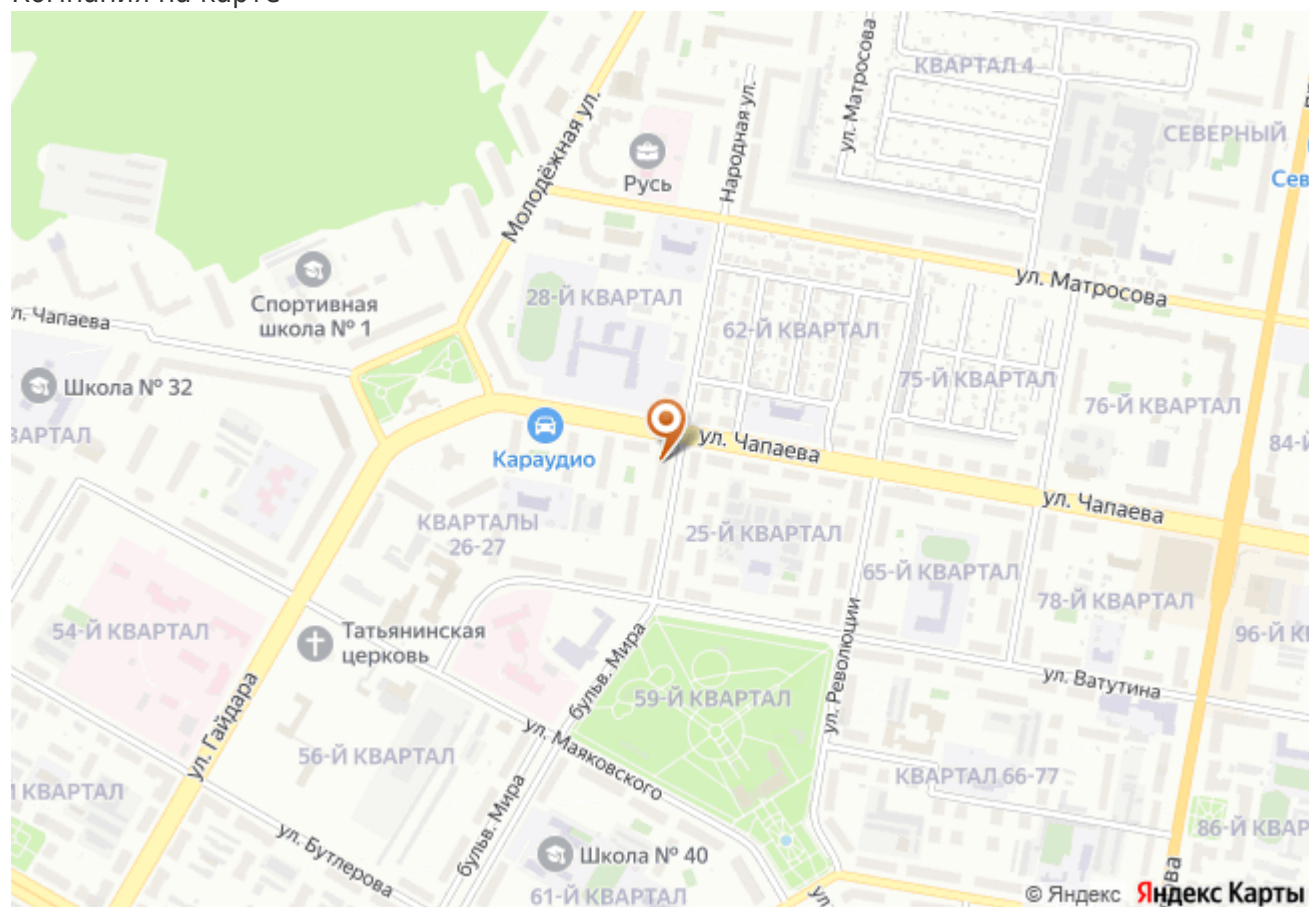 ул. Матросова
КВАРТАЛ 4
СЕВЕРНЫЙ
Сев
Молодёжная ул.
Народная ул.
Русь
ул. Матросова
Спортивная
школа № 1
28-Й КВАРТАЛ
62-Й КВАРТАЛ
л. Чапаева
75-Й КВАРТАЛ
76-Й КВАРТАЛ
Школа № 32
ЗАРТАЛ
Караудио
ул. Чапаева
84-Й
ул. Чапаева
КВАРТАЛЫ
26-27
25-Й КВАРТАЛ
65-Й КВАРТАЛ
78-Й КВАРТАЛ
54-Й КВАРТАЛ
Татьянинская
церковь
бульв. Мира
ул. Революции
96-Й К
ул. Ватутина
59-Й КВАРТАЛ
ул. Гайдара
ул. Маяковского
56-Й КВАРТАЛ
КВАРТАЛ 66-77
Й КВАРТАЛ
бульв. Мира
ул. Бутлерова
86-Й КВАР
Школа № 40
61-Й КВАРТАЛ
ул.
ова
© Яндекс Яндекс Карты